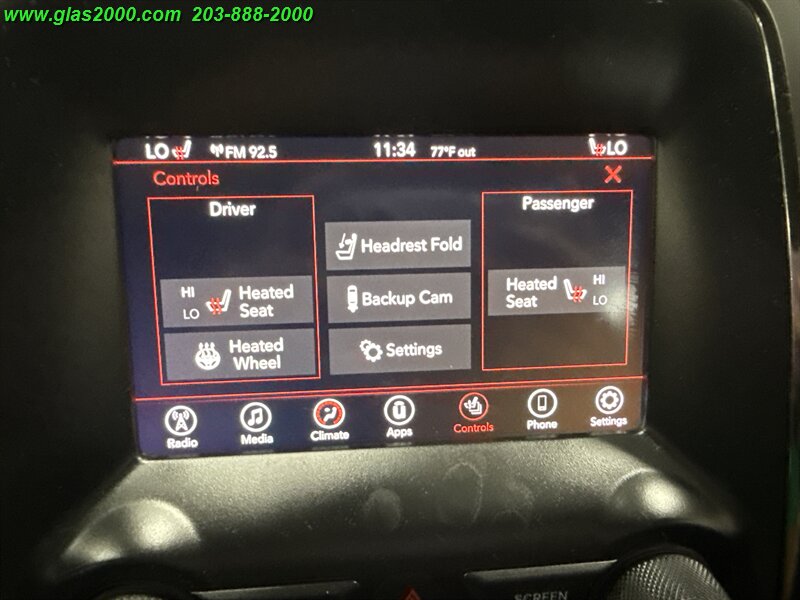 www.glas2000.com 203-888-2000
LO FM 92.5 11:34 77°F out LO
Controls X
Driver
HI
LO
Heated
Seat
Heated
Wheel
Headrest Fold
Backup Cam
Settings
Passenger
Heated
Seat
HI
LO
Radio Media Climate Apps Controls Phone Settings
SCREEN